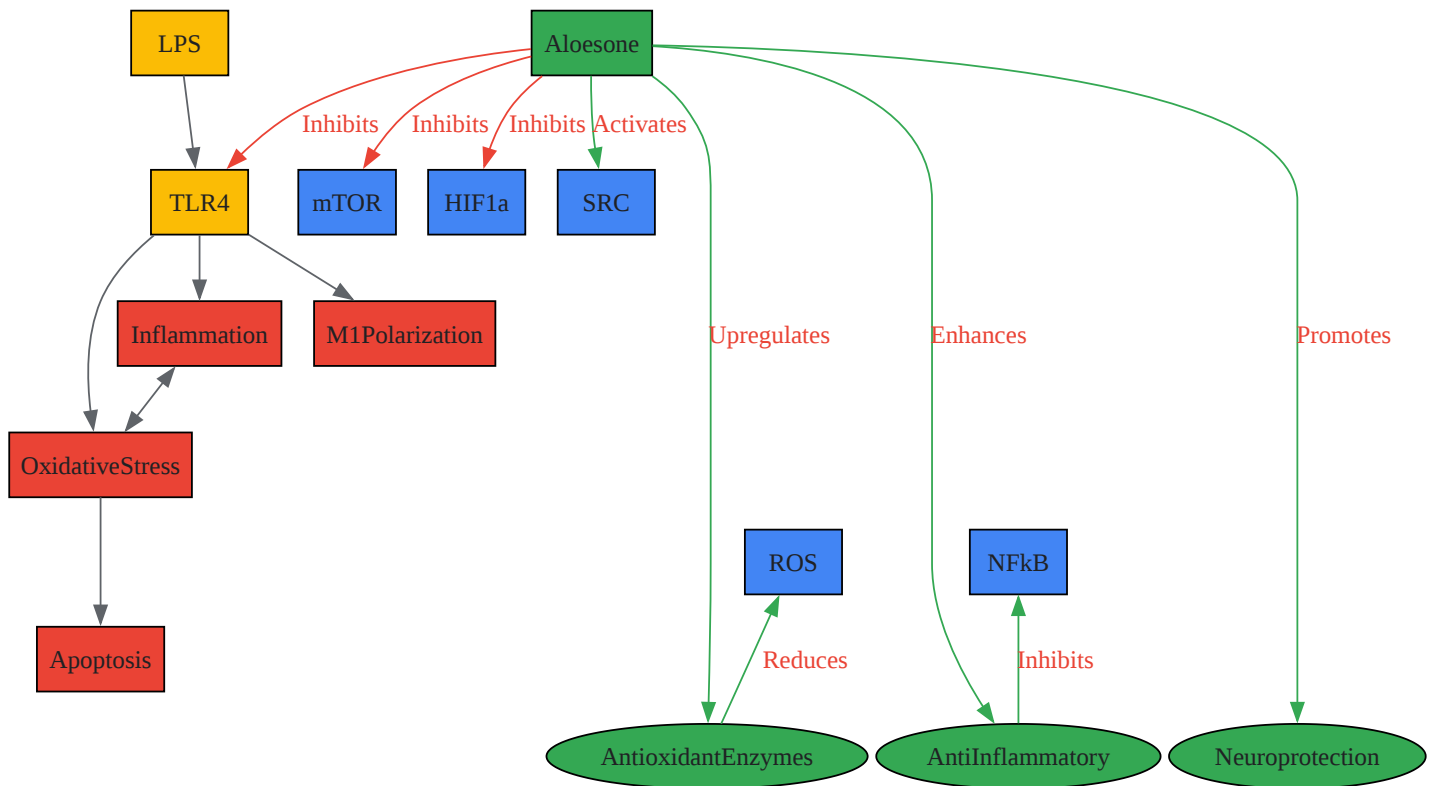 LPS
Aloesone
Inhibits
Inhibits
Inhibits
Activates
TLR4
mTOR
HIF1a
SRC
Inflammation
M1Polarization
Upregulates
Enhances
Promotes
OxidativeStress
ROS
NFkB
Apoptosis
Reduces
Inhibits
AntioxidantEnzymes
AntiInflammatory
Neuroprotection